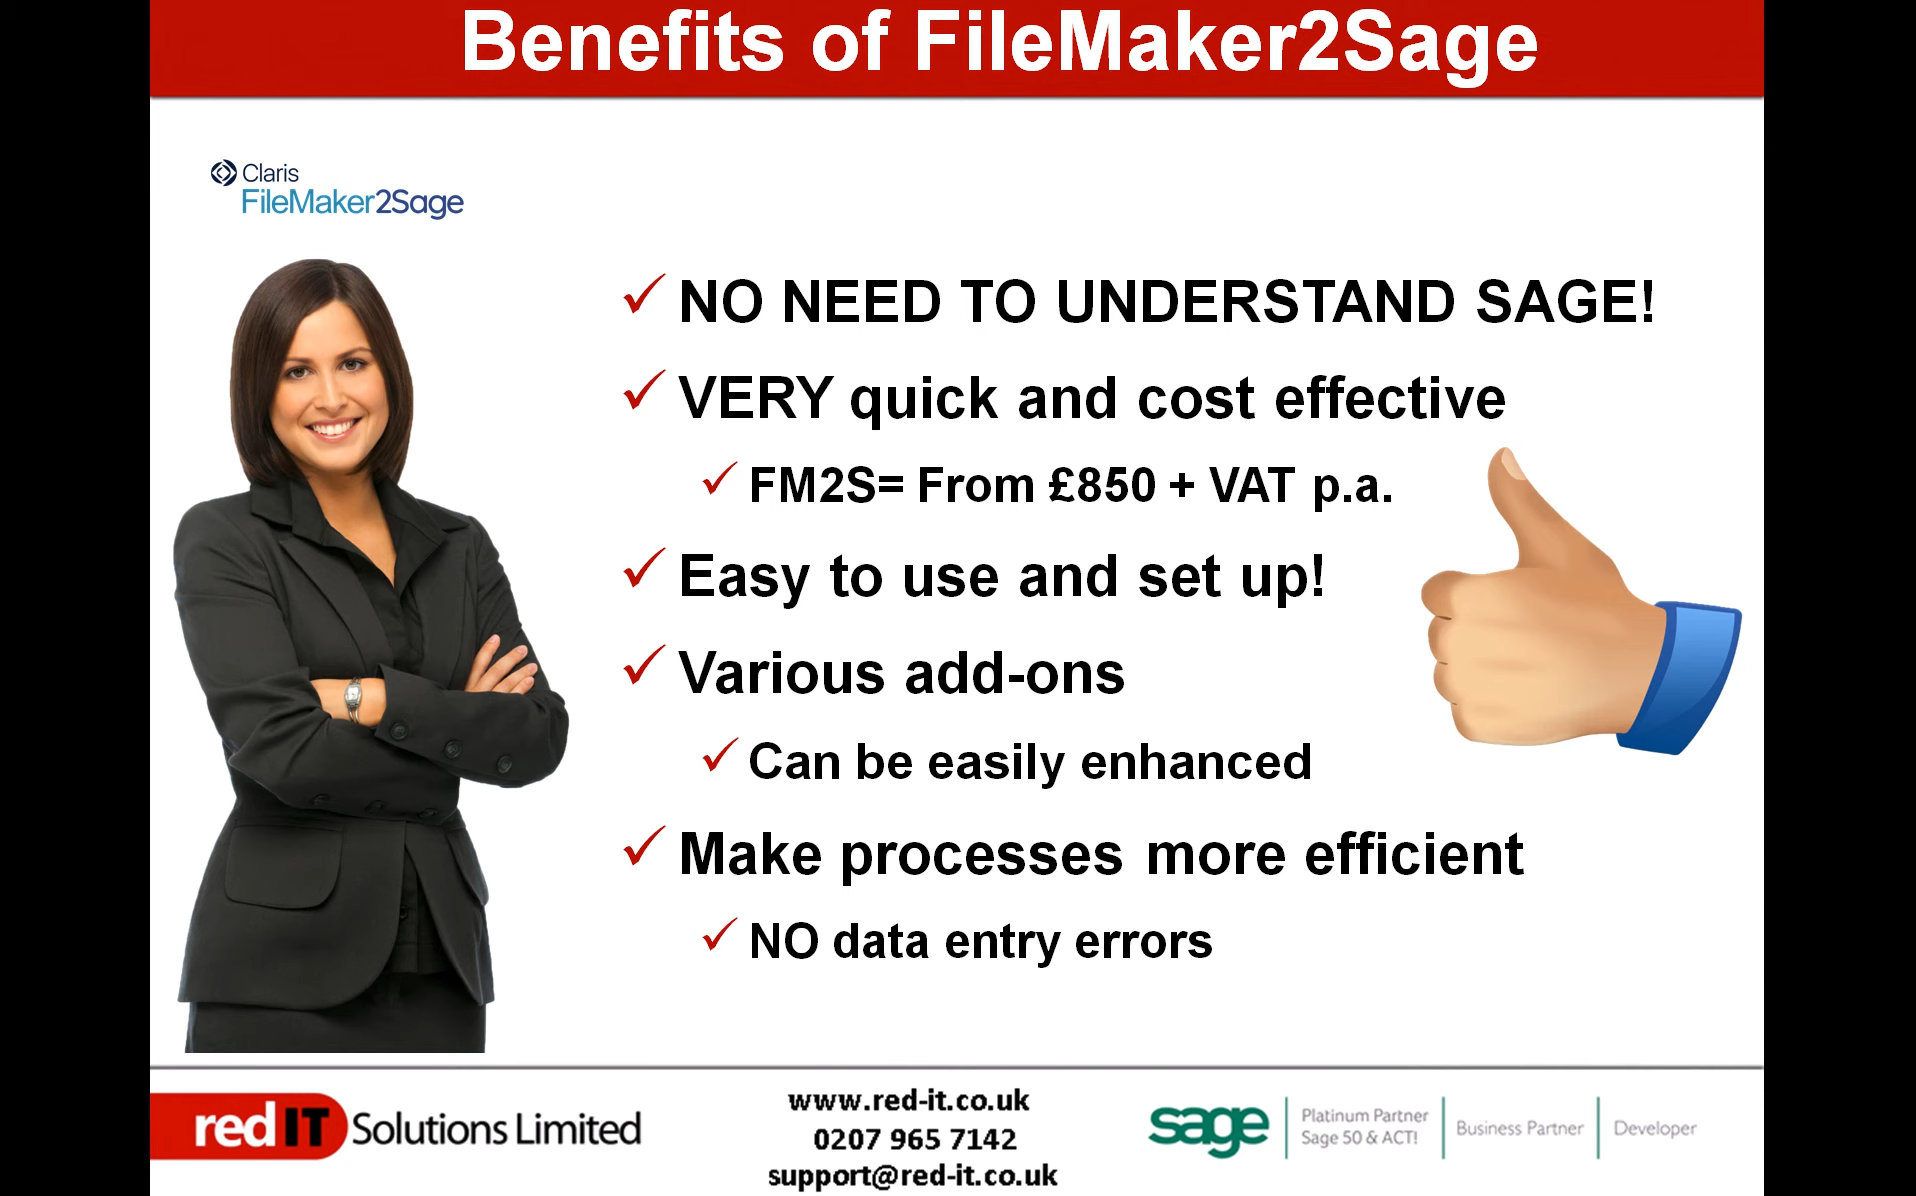 Benefits of FileMaker2Sage
Claris
FileMaker2Sage
NO NEED TO UNDERSTAND SAGE!
VERY quick and cost effective
FM2S= From £850 + VAT p.a.
Easy to use and set up!
Various add-ons
Can be easily enhanced
Make processes more efficient
NO data entry errors
red IT Solutions Limited
www.red-it.co.uk
0207 965 7142
support@red-it.co.uk
sage
Platinum Partner
Sage 50 & ACT!
Business Partner
Developer